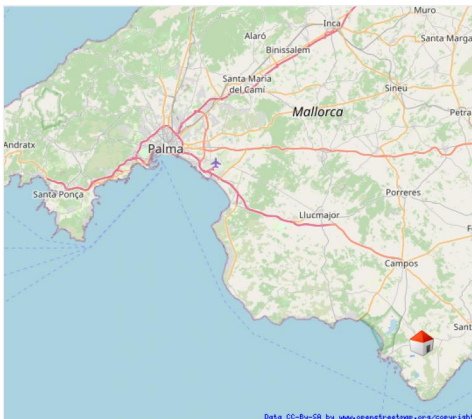 Muro
Inca
Alaró
Binissalem
Santa Marga
Santa Maria
del Camí
Sineu
Mallorca
Petra
Andratx
Palma
Santa Ponça
Porreres
Llucmajor
F
Campos
Sant
Data CC-By-SA by www.openstreetmap.org/copyright